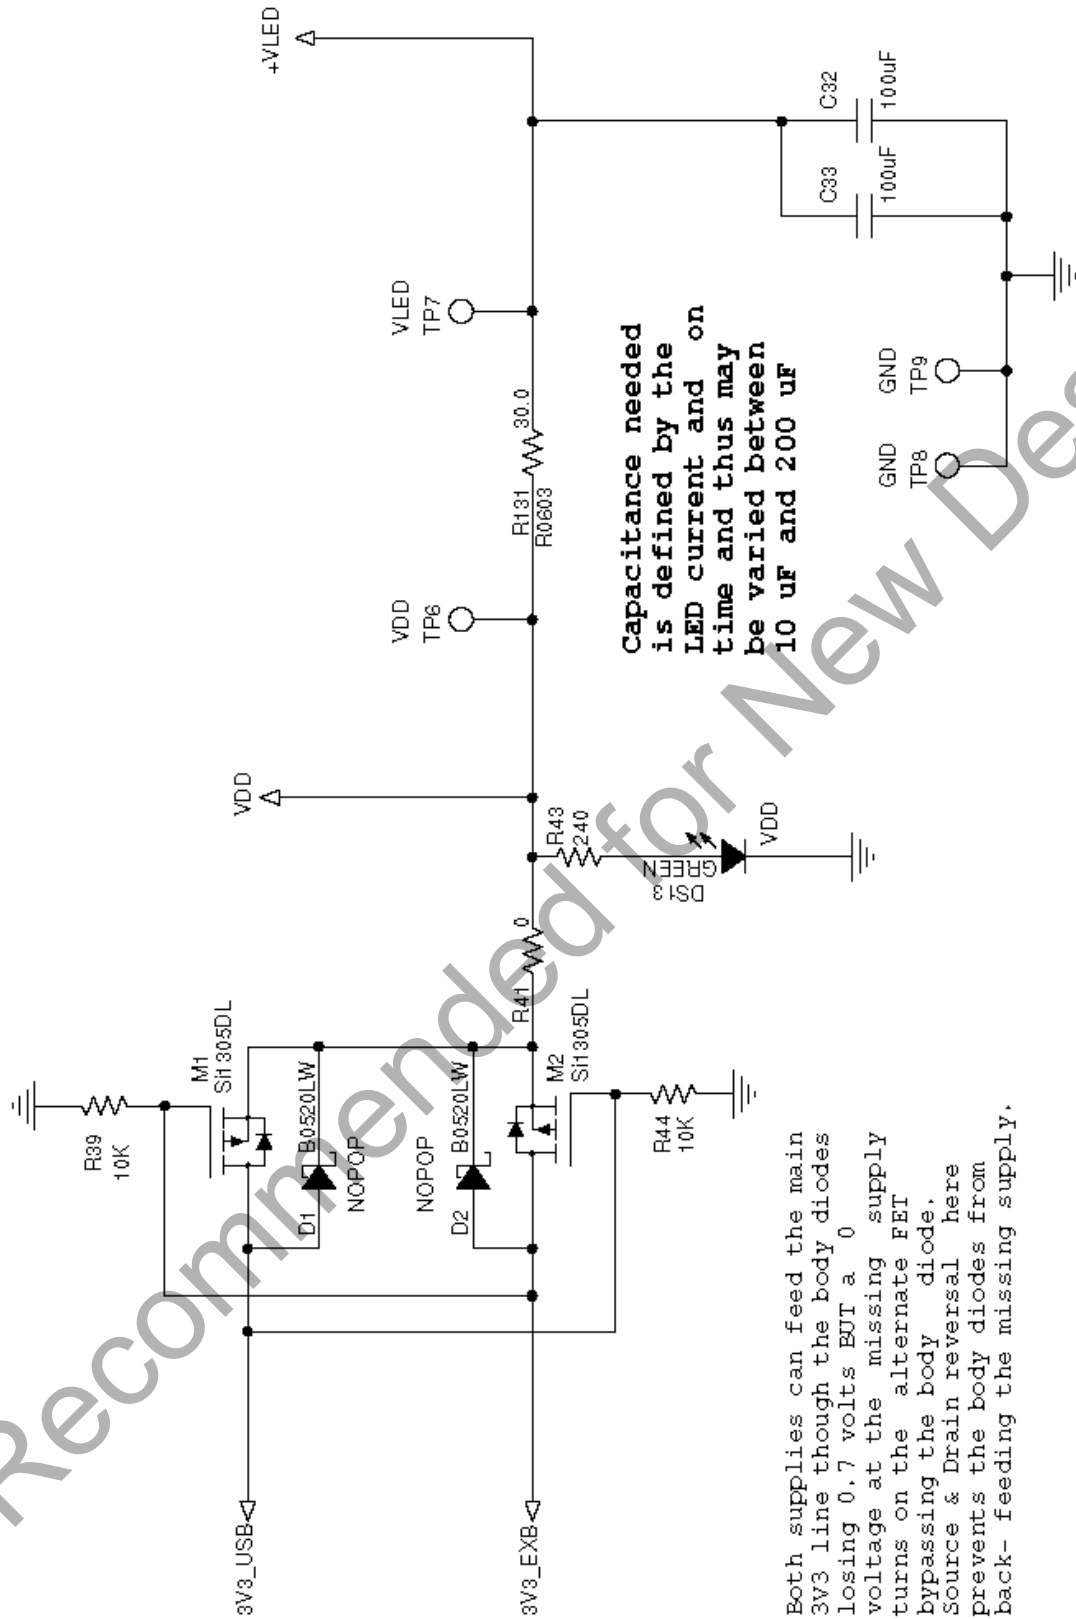 3V3_USB
3V3_EXB
R39
10K
M1
Si1305DL
D1
B0520LW
NOPOP
NOPOP
D2
B0520LW
M2
Si1305DL
R44
10K
R41
0
VDD
R43
240
GREEN
DS13
VDD
VDD
TP6
R131
30.0
R0603
VLED
TP7
+VLED
C33
100uF
C32
100uF
GND
TP8
GND
TP9
Capacitance needed
is defined by the
LED current and on
time and thus may
be varied between
10 uF and 200 uF
Both supplies can feed the main
3V3 line though the body diodes
losing 0.7 volts BUT a 0
voltage at the missing supply
turns on the alternate FET
bypassing the body diode.
Source & Drain reversal here
prevents the body diodes from
back- feeding the missing supply.
Recommended for New Des